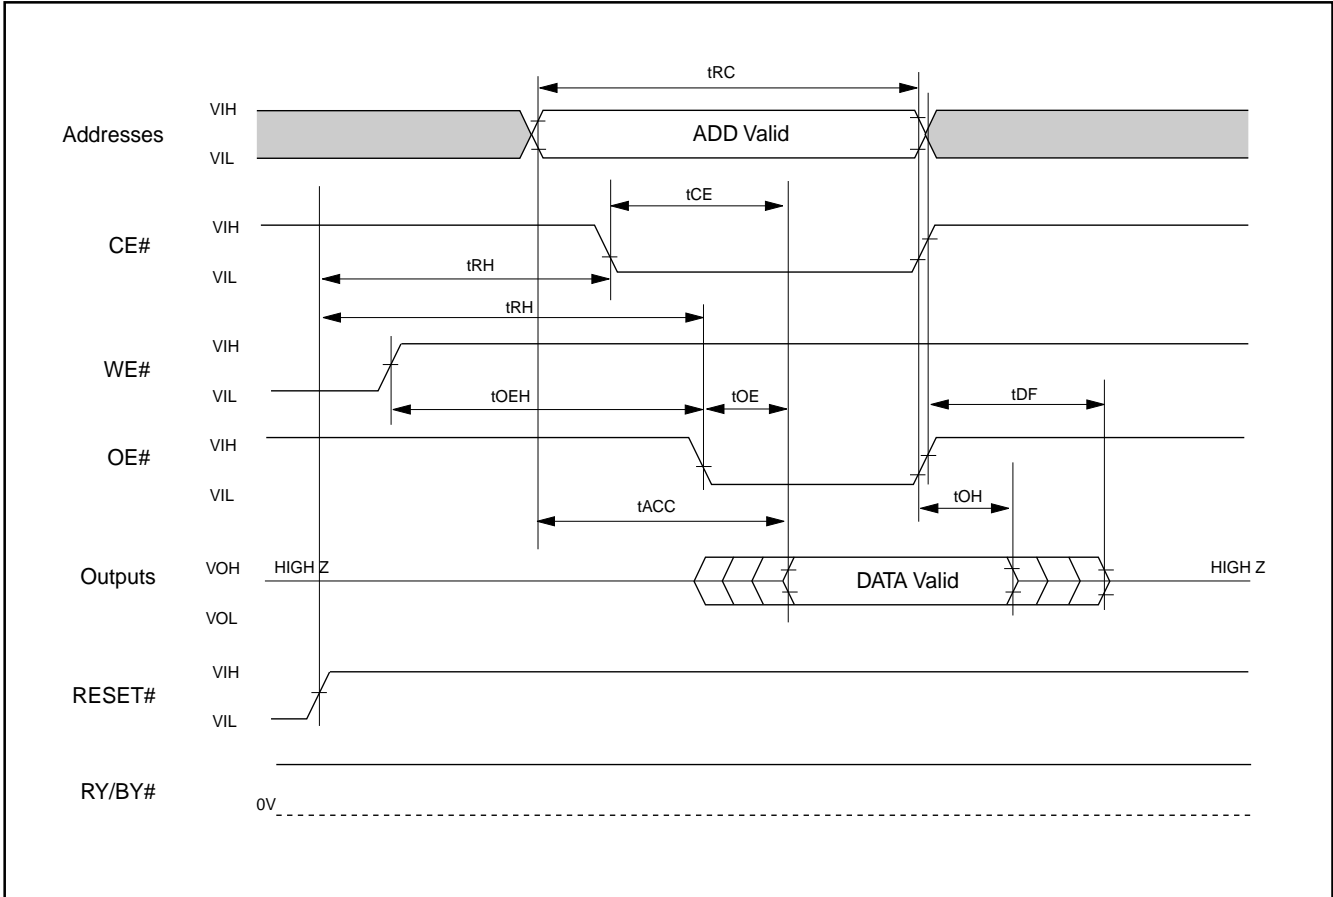 tRC
VIH
Addresses
ADD Valid
VIL
tCE
VIH
CE#
tRH
VIL
tRH
VIH
WE#
VIL
tOEH
tOE
tDF
VIH
OE#
VIL
tOH
tACC
VOH
HIGH Z
HIGH Z
Outputs
DATA Valid
VOL
VIH
RESET#
VIL
RY/BY#
0V